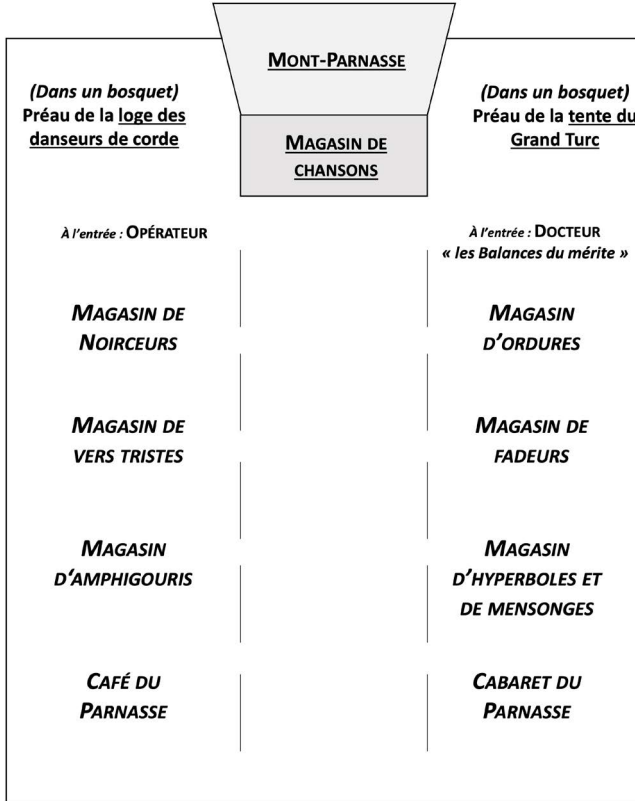 MONT-PARNASSE
MAGASIN DE
CHANSONS
(Dans un bosquet)
Préau de la loge des
danseurs de corde
(Dans un bosquet)
Préau de la tente du
Grand Turc
À l'entrée : OPÉRATEUR
À l'entrée : DOCTEUR
« les Balances du mérite »
MAGASIN DE
NOIRCEURS
MAGASIN
D'ORDURES
MAGASIN DE
VERS TRISTES
MAGASIN DE
FADEURS
MAGASIN
D'AMPHIGOURIS
MAGASIN
D'HYPERBOLES ET
DE MENSONGES
CAFÉ DU
PARNASSE
CABARET DU
PARNASSE